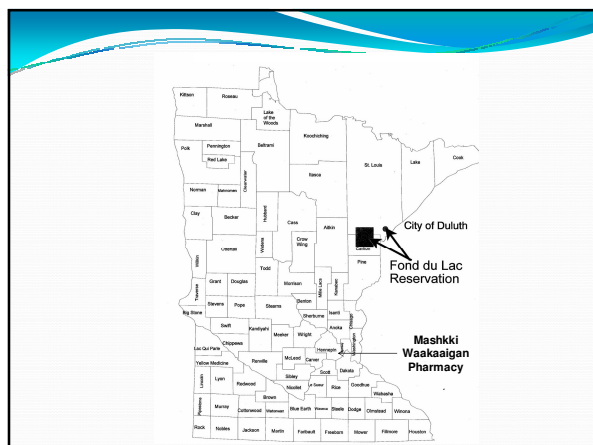 Kittson
Roseau
Lake
of the
Woods
Marshall
Koochiching
Beltrami
Cook
Polk
Pennington
Red Lake
St. Louis
Lake
Itasca
Clearwater
Norman
Mahnomen
Hubbard
Cass
Clay
Becker
Aitkin
City of Duluth
Crow
Wing
Carlton
Wadena
Pine
Fond du Lac
Reservation
Wilkin
Todd
Mille Lacs
Kanabec
Grant
Douglas
Morrison
Traverse
Benton
Stevens
Pope
Stearns
Isanti
Big Stone
Sherburne
Chisago
Anoka
Swift
Kandiyohi
Meeker
Wright
Washington
Mashkki
Waakaaigan
Pharmacy
Chippewa
Lac Qui Parle
Hennepin
McLeod
Carver
Renville
Yellow Medicine
Scott
Dakota
Sibley
Lincoln
Lyon
Redwood
Nicollet
Le Sueur
Rice
Goodhue
Wabasha
Brown
Pipestone
Murray
Cottonwood
Blue Earth
Waseca
Steele
Dodge
Olmstead
Winona
Rock
Nobles
Jackson
Martin
Faribault
Freeborn
Mower
Fillmore
Houston